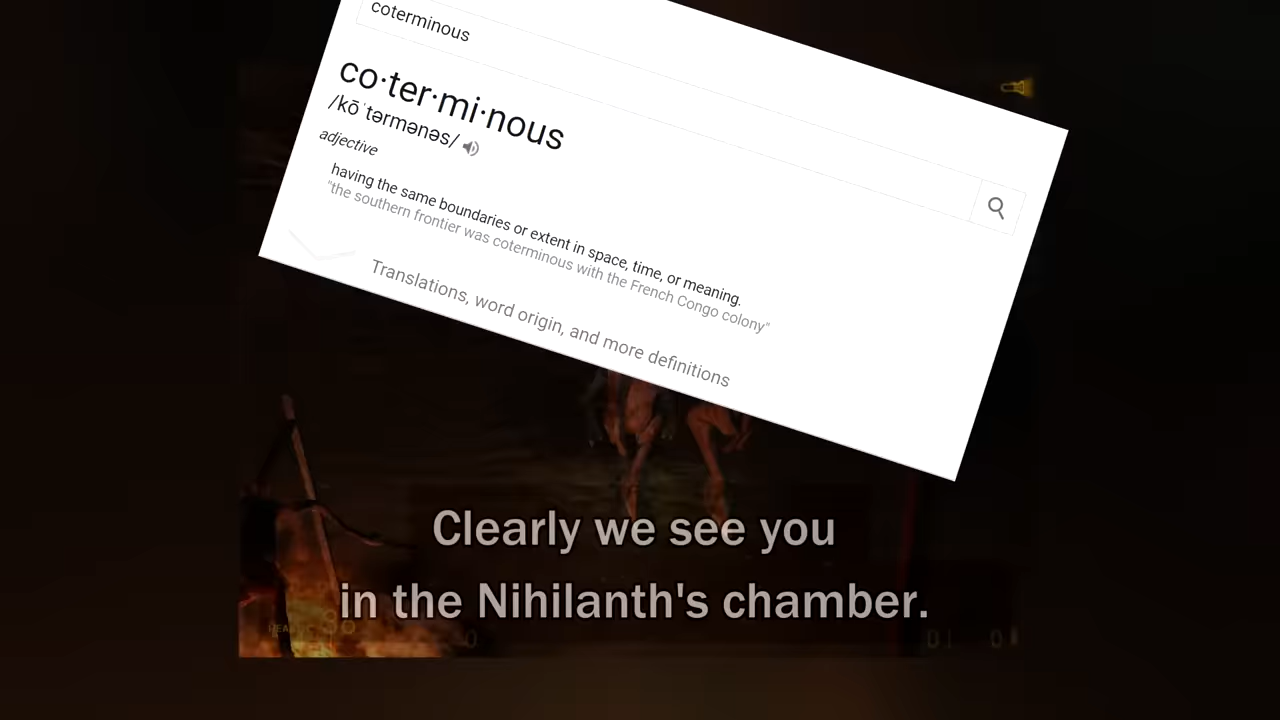 coterminous
co·ter·mi·nous
/kōˈtərmənəs/
adjective
having the same boundaries or extent in space, time, or meaning.
"the southern frontier was coterminous with the French Congo colony"
Translations, word origin, and more definitions
Clearly we see you
in the Nihilanth's chamber.